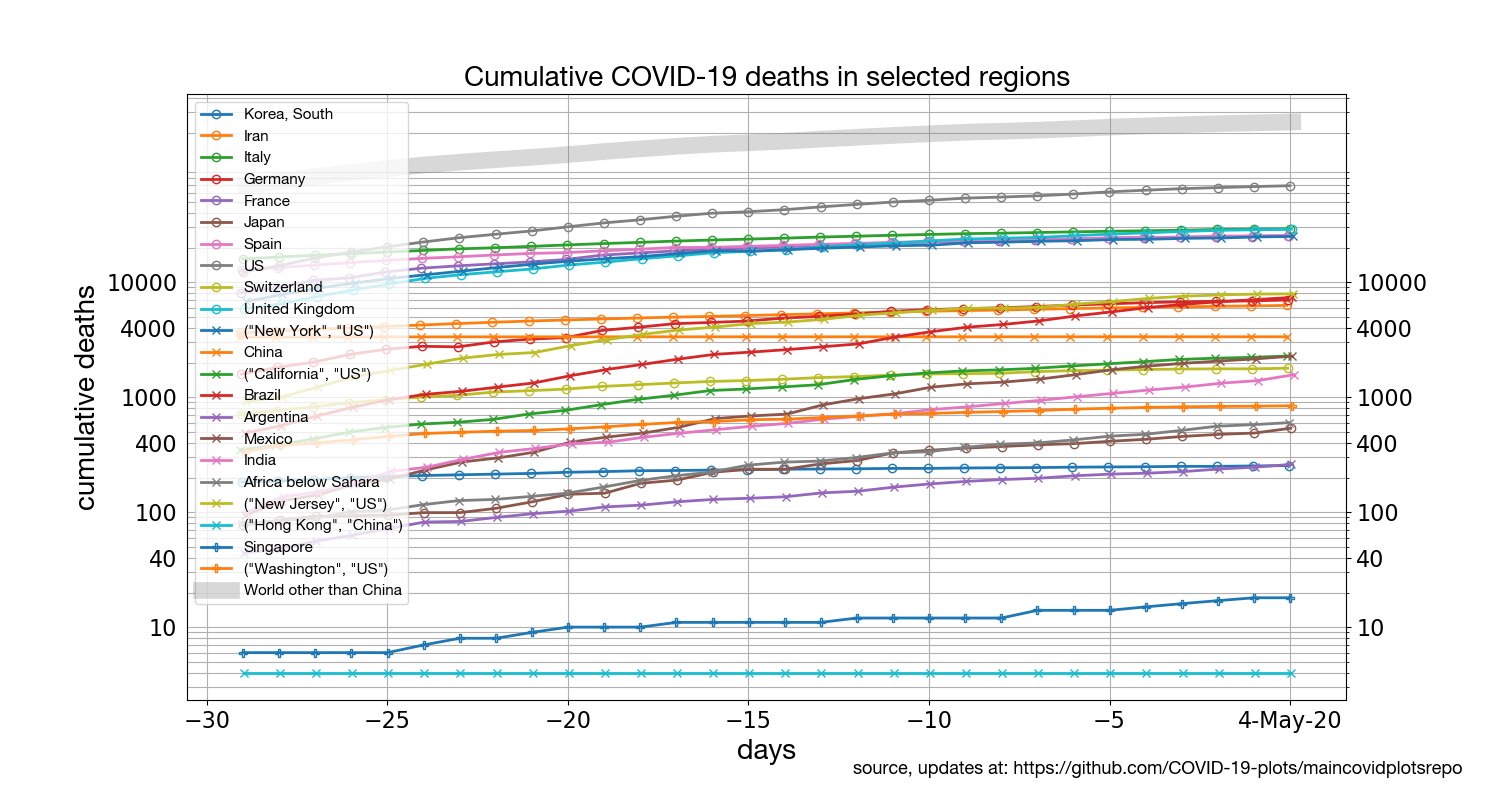 Cumulative COVID-19 deaths in selected regions
Korea, South
Iran
Italy
Germany
France
Japan
Spain
US
Switzerland
United Kingdom
("New York", "US")
China
("California", "US")
Brazil
Argentina
Mexico
India
Africa below Sahara
("New Jersey", "US")
("Hong Kong", "China")
Singapore
("Washington", "US")
World other than China
cumulative deaths
10000
4000
1000
400
100
40
10
10000
4000
1000
400
100
40
10
−30 −25 −20 −15 −10 −5 4-May-20
days
source, updates at: https://github.com/COVID-19-plots/maincovidplotsrepo